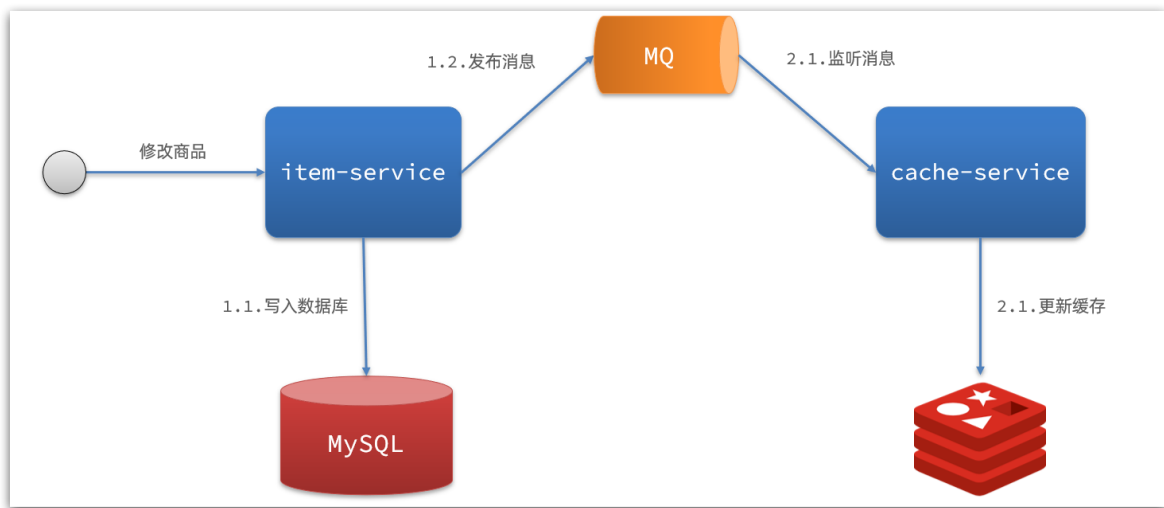 MQ
1.2.发布消息
2.1.监听消息
修改商品
item-service
cache-service
1.1.写入数据库
2.1.更新缓存
MySQL